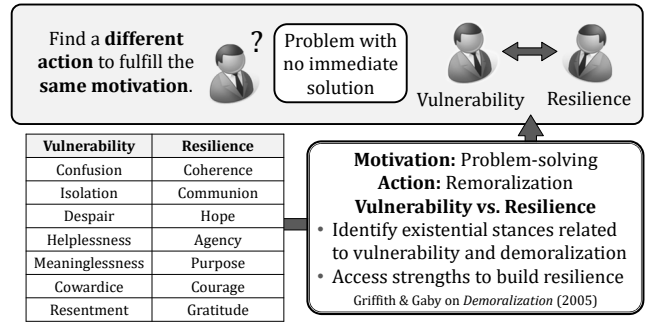 Find a different
action to fulfill the
same motivation.
?
Problem with
no immediate
solution
Vulnerability
Resilience
Vulnerability Resilience
Confusion Coherence
Isolation Communion
Despair Hope
Helplessness Agency
Meaninglessness Purpose
Cowardice Courage
Resentment Gratitude
Motivation: Problem-solving
Action: Remoralization
Vulnerability vs. Resilience
• Identify existential stances related
to vulnerability and demoralization
• Access strengths to build resilience
Griffith & Gaby on Demoralization (2005)